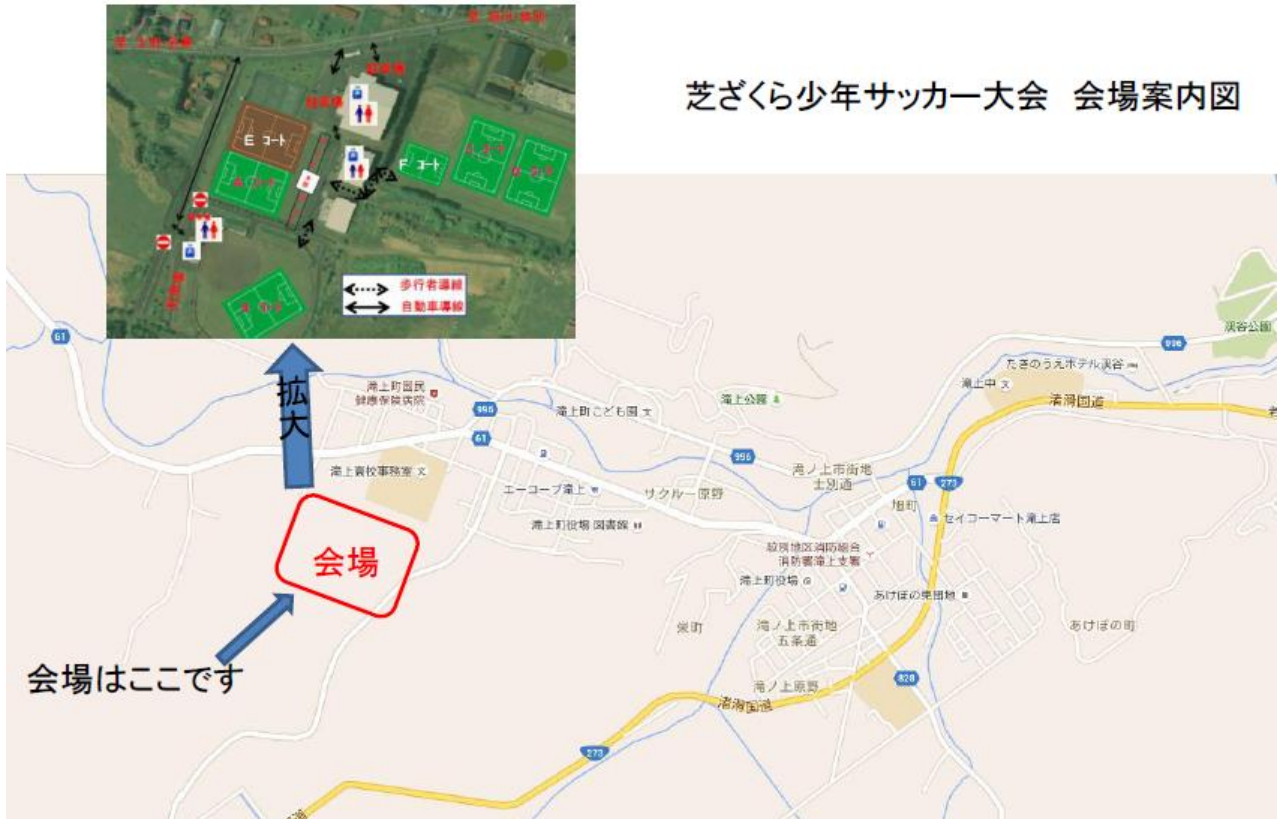 芝ざくら少年サッカー大会 会場案内図
駐車場
駐車場
E コート
F コート
歩行者導線
自動車導線
拡大
61
滝上町国民
健康保険病院
996
61
滝上町こども園
滝上公園
996
渓谷公園
996
たきのうえホテル渓谷
滝上中
渚滑国道
滝上高校事務室
エーコープ滝上
サクルー原野
滝上町役場 図書館
滝ノ上市街地
士別通
61
273
旭町
セイコーマート滝上店
紋別地区消防組合
消防署滝上支署
滝上町役場
あけぼの東団地
会場
会場はここです
栄町
滝ノ上市街地
五条通
あけぼの町
滝ノ上原野
828
渚滑国道
273